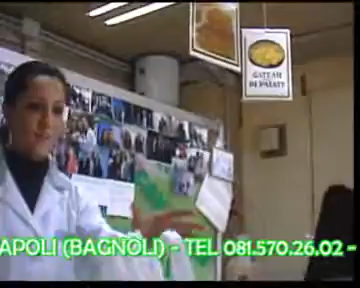 GATEAU
DI PATATE
APOLI (BAGNOLI) - TEL 081.570.26.02 -